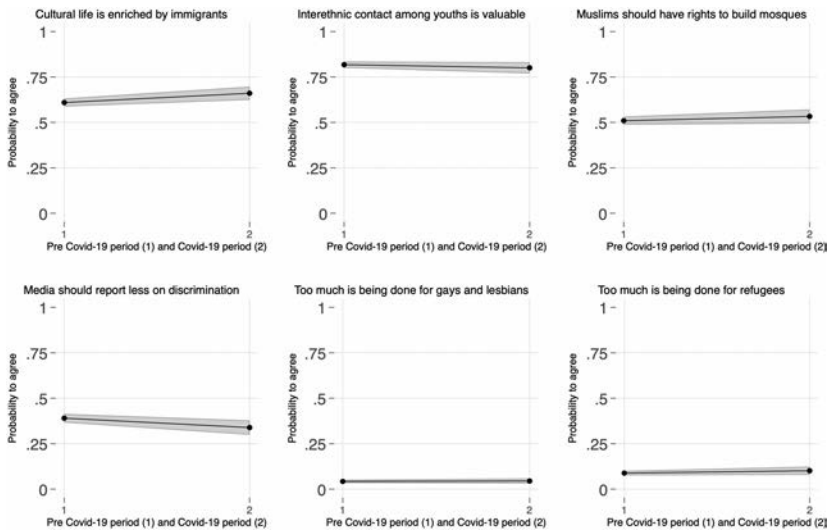 Cultural life is enriched by immigrants
1
.75
.5
.25
0
Probability to agree
1
2
Pre Covid-19 period (1) and Covid-19 period (2)
Interethnic contact among youths is valuable
1
.75
.5
.25
0
Probability to agree
1
2
Pre Covid-19 period (1) and Covid-19 period (2)
Muslims should have rights to build mosques
1
.75
.5
.25
0
Probability to agree
1
2
Pre Covid-19 period (1) and Covid-19 period (2)
Media should report less on discrimination
1
.75
.5
.25
0
Probability to agree
1
2
Pre Covid-19 period (1) and Covid-19 period (2)
Too much is being done for gays and lesbians
1
.75
.5
.25
0
Probability to agree
1
2
Pre Covid-19 period (1) and Covid-19 period (2)
Too much is being done for refugees
1
.75
.5
.25
0
Probability to agree
1
2
Pre Covid-19 period (1) and Covid-19 period (2)